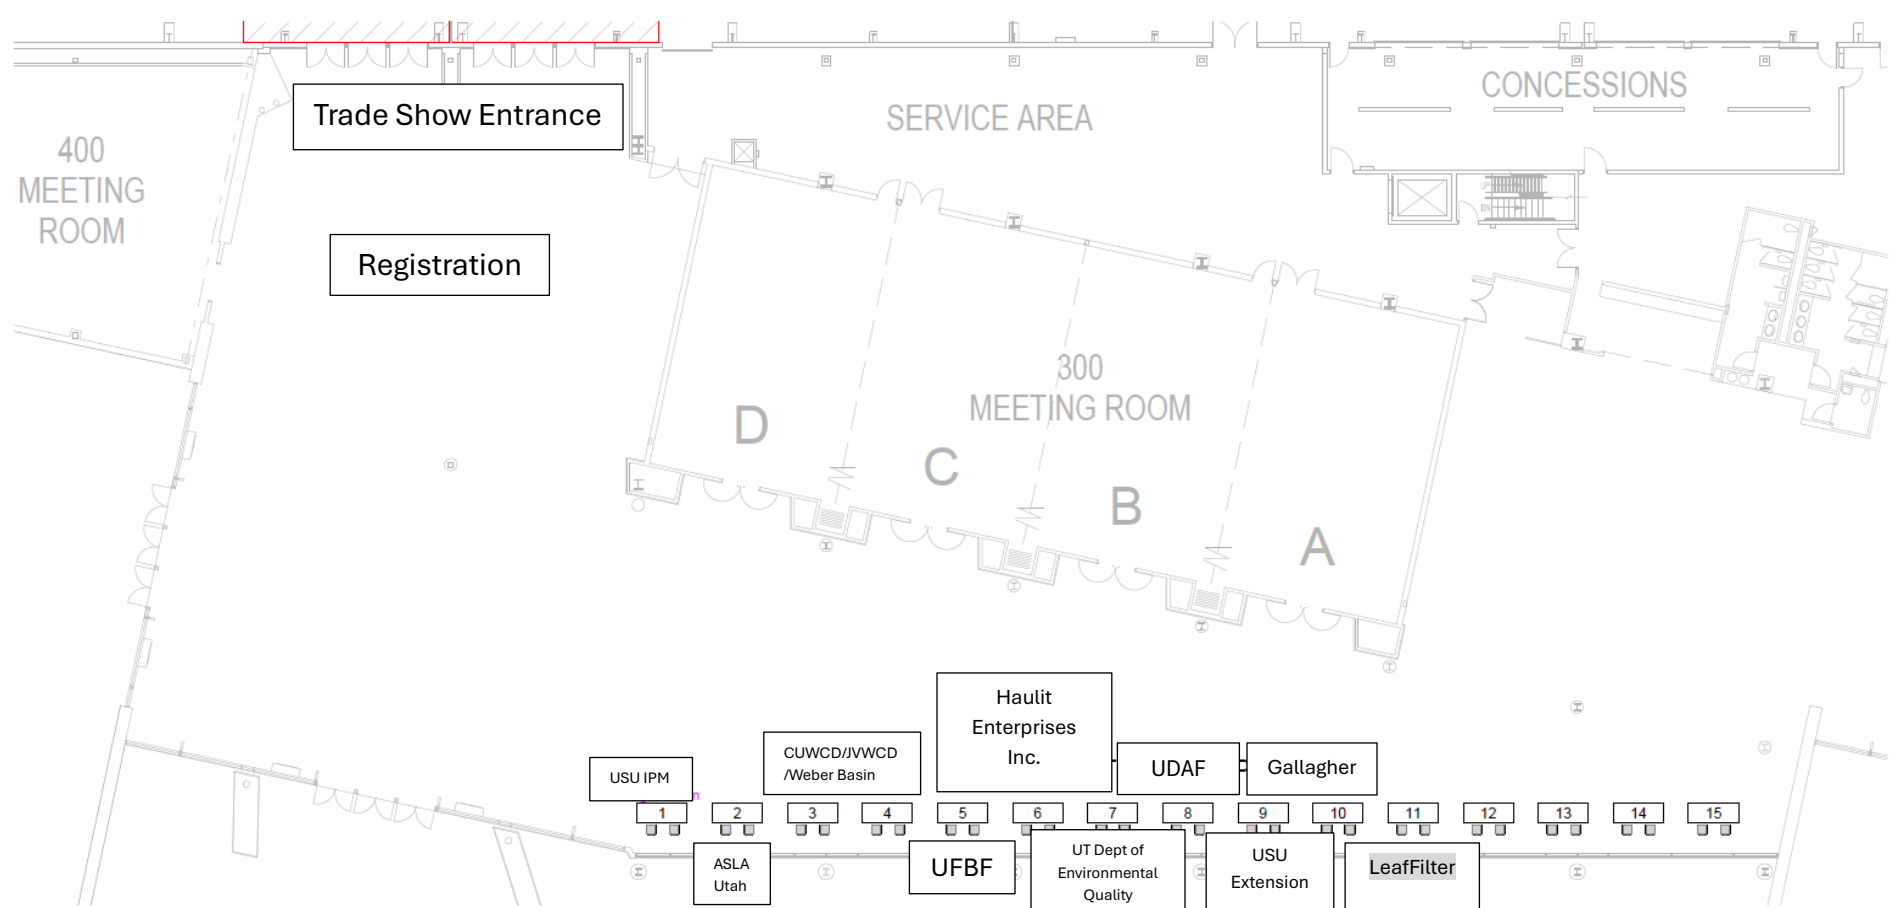 Trade Show Entrance
SERVICE AREA
CONCESSIONS
400
MEETING
ROOM
Registration
300
MEETING ROOM
D
C
B
A
Haulit
Enterprises
Inc.
CUWCD/JVWCD
/Weber Basin
USU IPM
UDAF
Gallagher
1
2
3
4
5
6
7
8
9
10
11
12
13
14
15
ASLA
Utah
UFBF
UT Dept of
Environmental
Quality
USU
Extension
LeafFilter